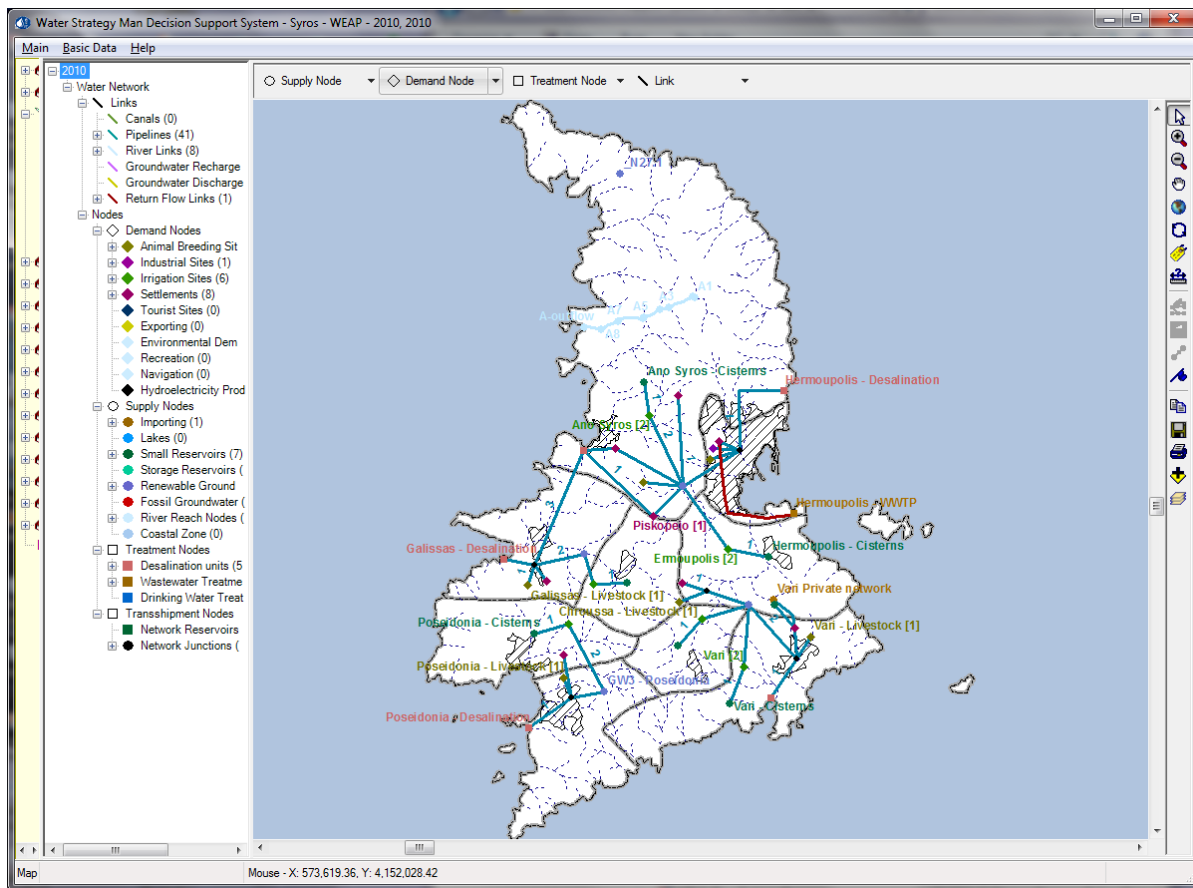 Water Strategy Man Decision Support System - Syros - WEAP - 2010, 2010
Main Basic Data Help
2010
Water Network
Links
Canals (0)
Pipelines (41)
River Links (8)
Groundwater Recharge
Groundwater Discharge
Return Flow Links (1)
Nodes
Demand Nodes
Animal Breeding Sit
Industrial Sites (1)
Irrigation Sites (6)
Settlements (8)
Tourist Sites (0)
Exporting (0)
Environmental Dem
Recreation (0)
Navigation (0)
Hydroelectricity Prod
Supply Nodes
Importing (1)
Lakes (0)
Small Reservoirs (7)
Storage Reservoirs (
Renewable Ground
Fossil Groundwater (
River Reach Nodes (
Coastal Zone (0)
Treatment Nodes
Desalination units (5
Wastewater Treatme
Drinking Water Treat
Transshipment Nodes
Network Reservoirs
Network Junctions (
Supply Node Demand Node Treatment Node Link
A1
A3
A5
A7
A8
Ano Syros - Cisterns
Hermoupolis - Desalination
Ano Syros [2]
Hermoupolis - WWTP
Piskopeio [1]
Hermoupolis - Cisterns
Galissas - Desalination
Ermoupolis [2]
Vari Private network
Galissas - Livestock [1]
Chroussa - Livestock [1]
Poseidonia - Cisterns
Vari - Livestock [1]
Vari [2]
Poseidonia - Livestock [1]
GW3 - Poseidonia
Vari - Cisterns
Poseidonia - Desalination
Map Mouse - X: 573,619.36, Y: 4,152,028.42